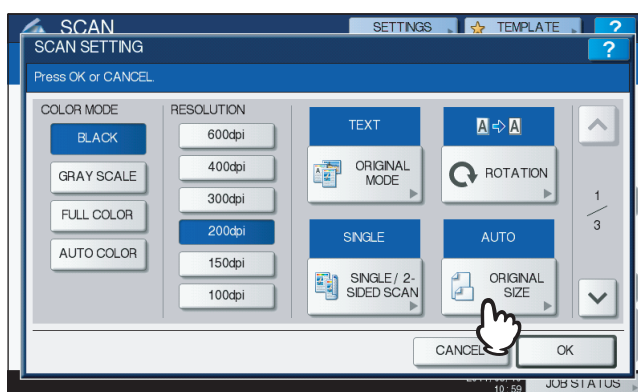 SCAN
SETTINGS
TEMPLATE
?
SCAN SETTING
?
Press OK or CANCEL.
COLOR MODE
BLACK
GRAY SCALE
FULL COLOR
AUTO COLOR
RESOLUTION
600dpi
400dpi
300dpi
200dpi
150dpi
100dpi
TEXT
ORIGINAL
MODE
A A
ROTATION
SINGLE
SINGLE / 2-
SIDED SCAN
AUTO
ORIGINAL
SIZE
1
3
CANCEL
OK
10:59
JOB STATUS